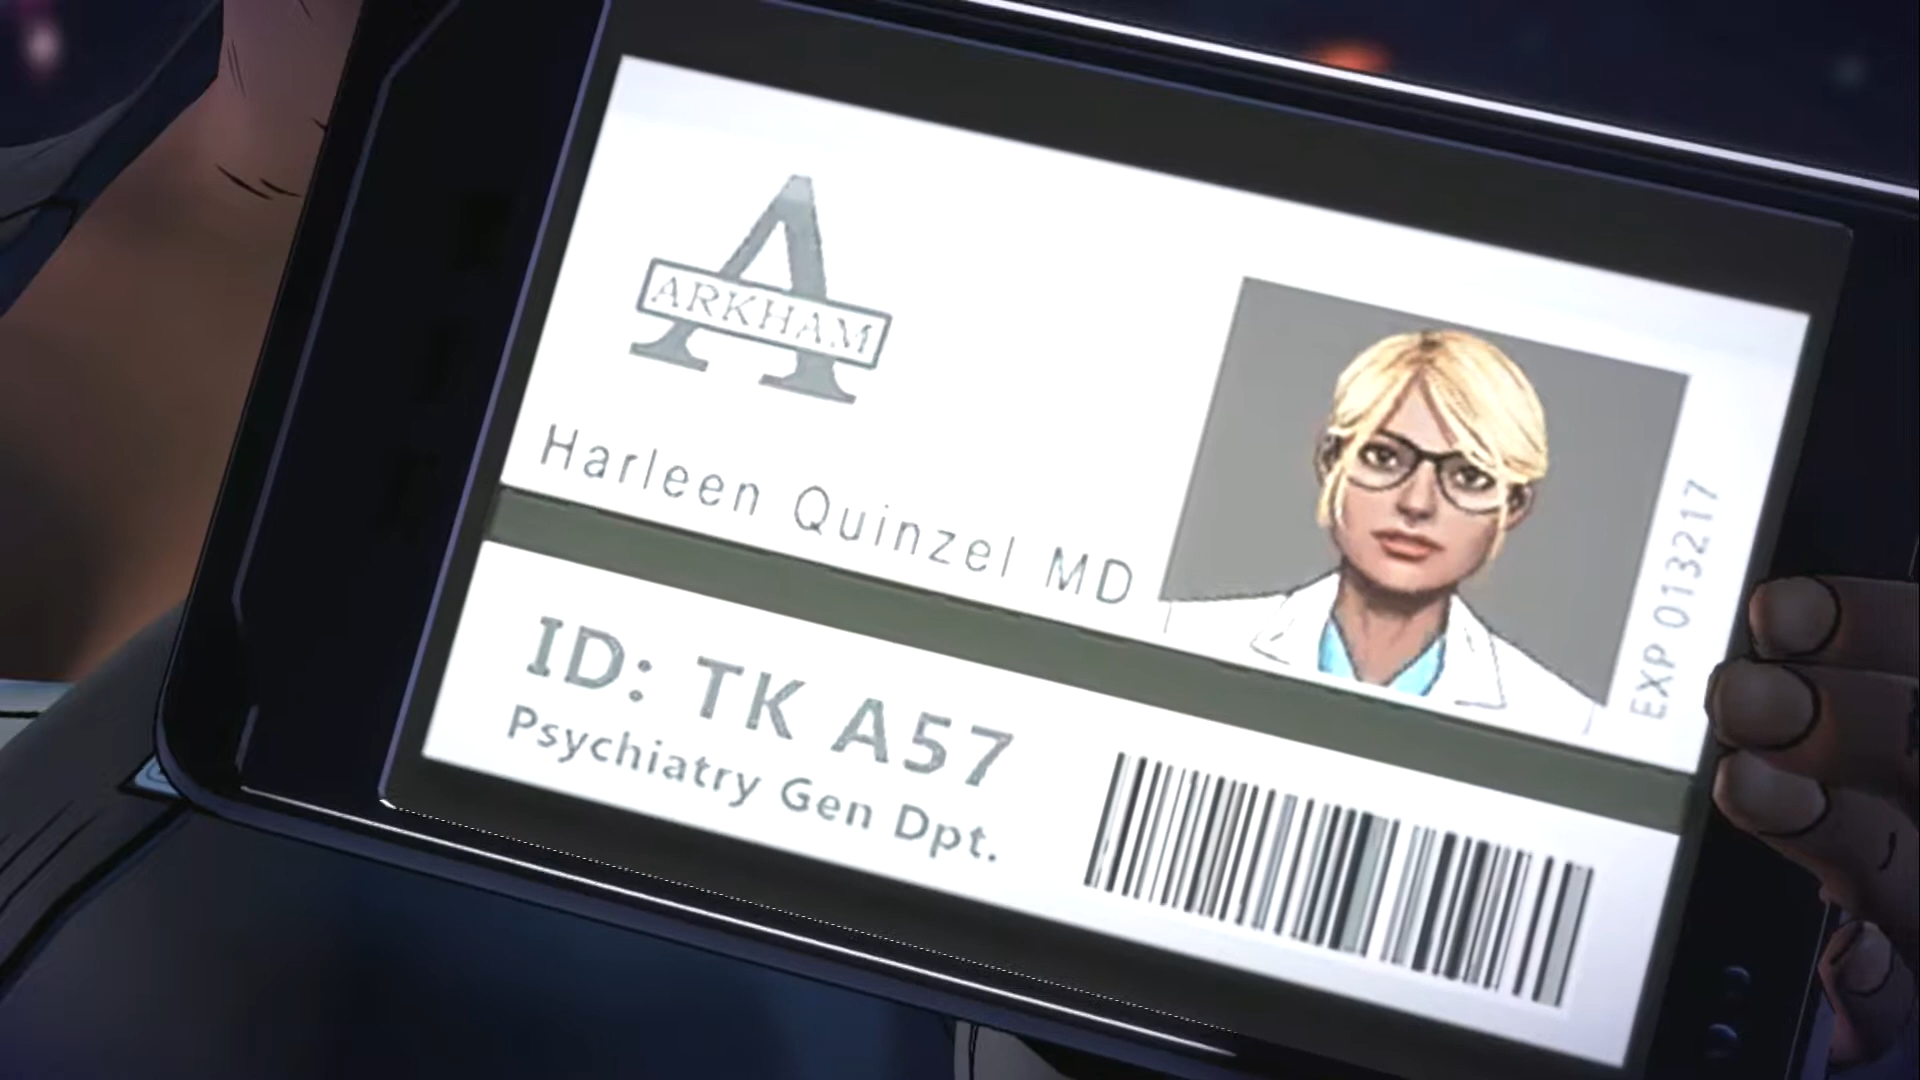 ARKHAM
Harleen Quinzel MD
EXP 013217
ID: TK A57
Psychiatry Gen Dpt.